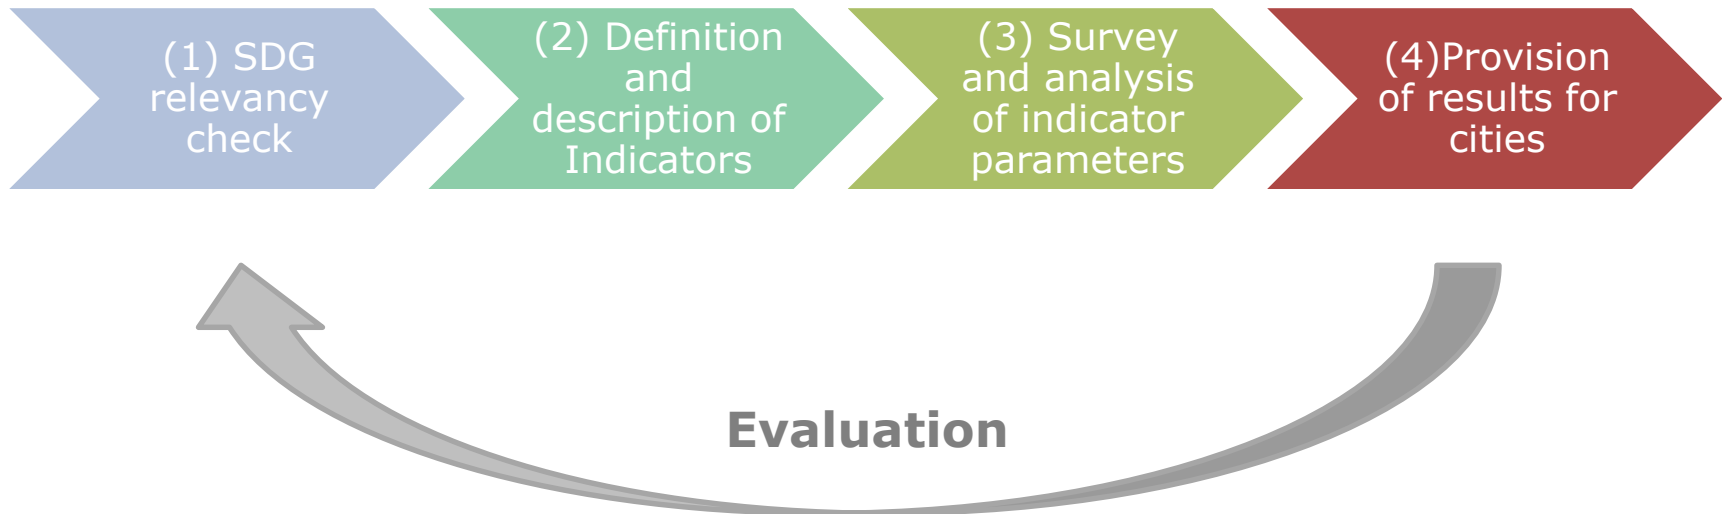 (1) SDG
relevancy
check
(2) Definition
and
description of
Indicators
(3) Survey
and analysis
of indicator
parameters
(4)Provision
of results for
cities
Evaluation